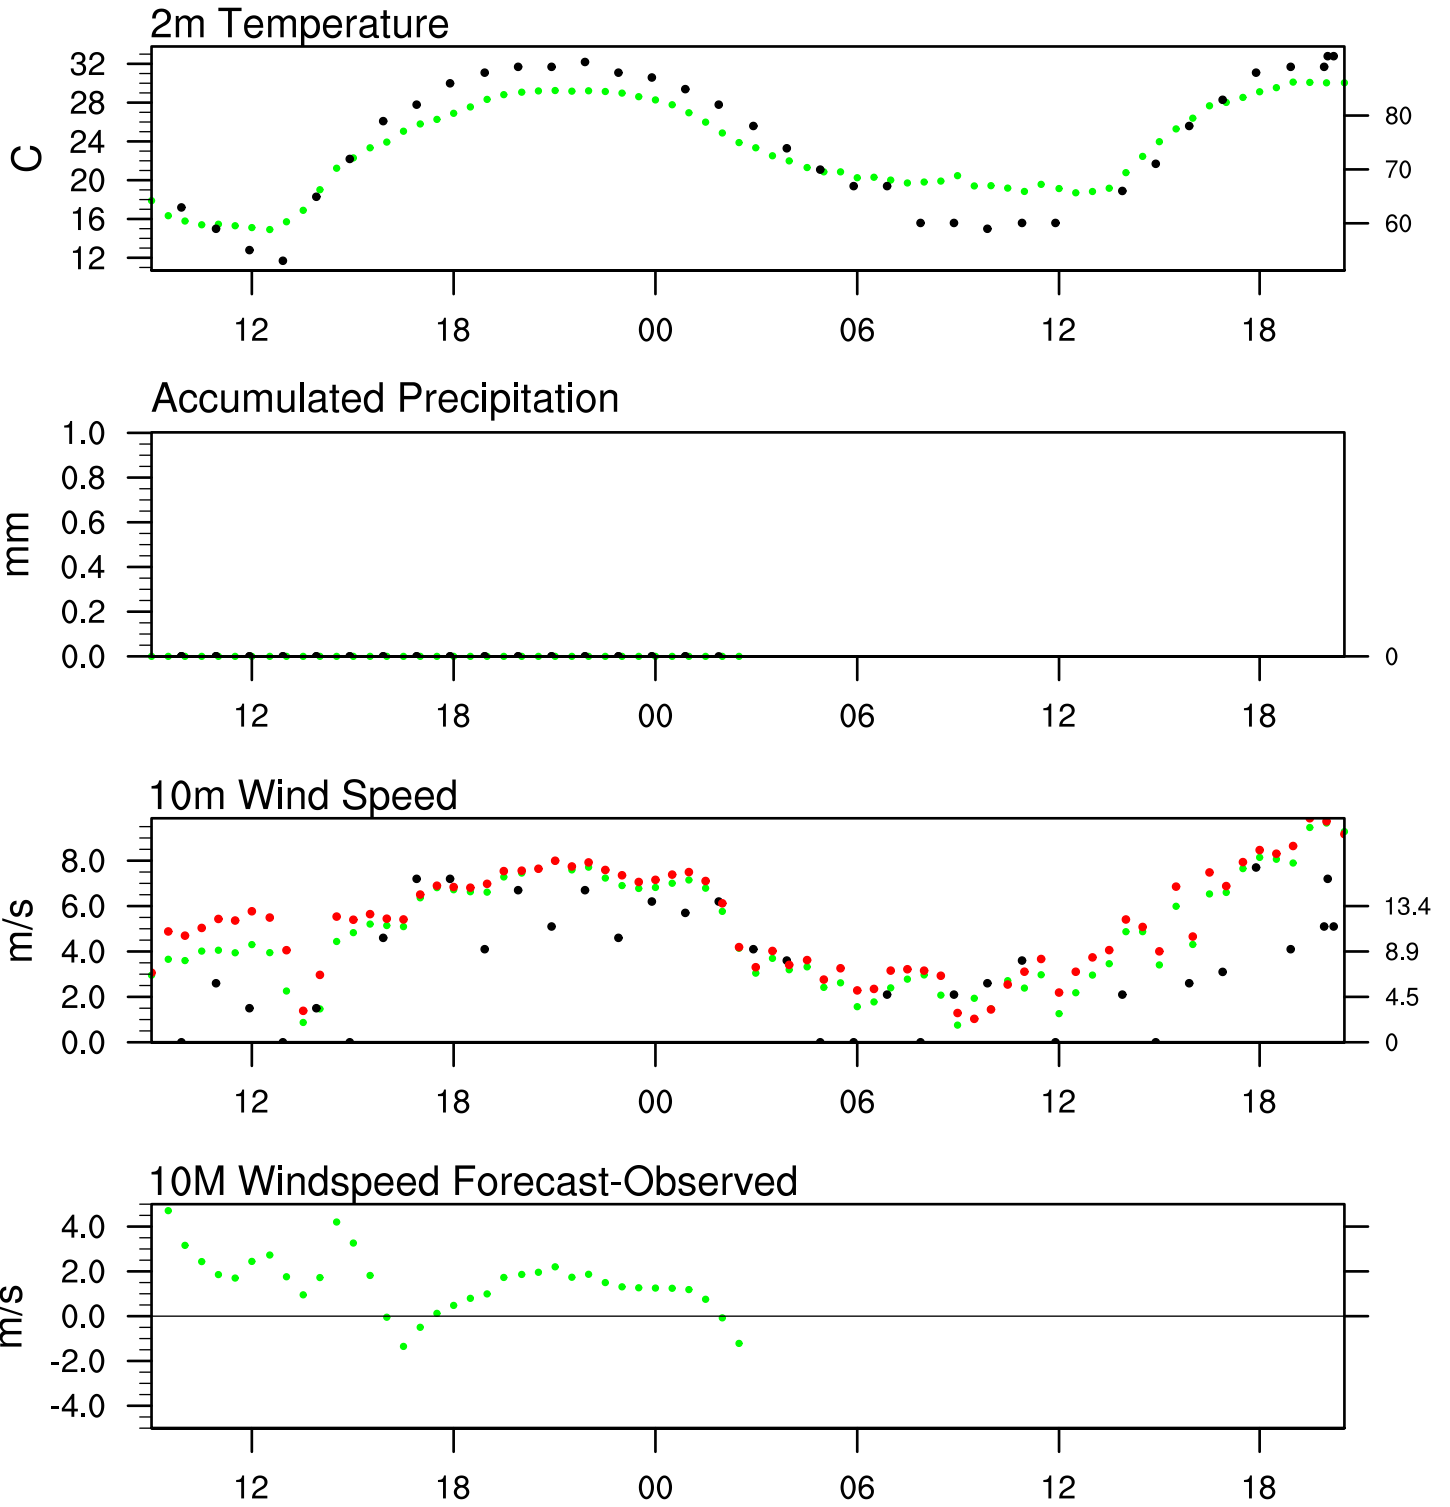 2m Temperature
32
28
24
20
16
12
C
80
70
60
12 18 00 06 12 18
Accumulated Precipitation
1.0
0.8
0.6
0.4
0.2
0.0
mm
0
12 18 00 06 12 18
10m Wind Speed
8.0
6.0
4.0
2.0
0.0
m/s
13.4
8.9
4.5
0
12 18 00 06 12 18
10M Windspeed Forecast-Observed
4.0
2.0
0.0
-2.0
-4.0
m/s
12 18 00 06 12 18